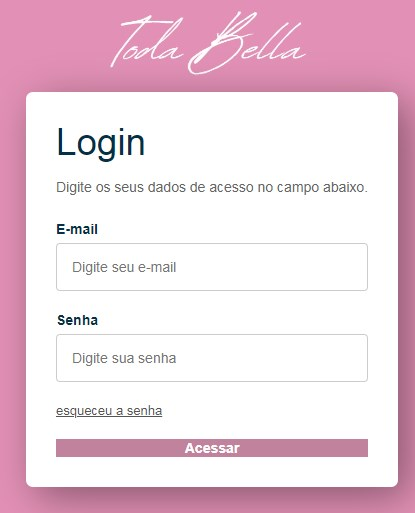 Toda Bella
Login
Digite os seus dados de acesso no campo abaixo.
E-mail
Digite seu e-mail
Senha
Digite sua senha
esqueceu a senha
Acessar